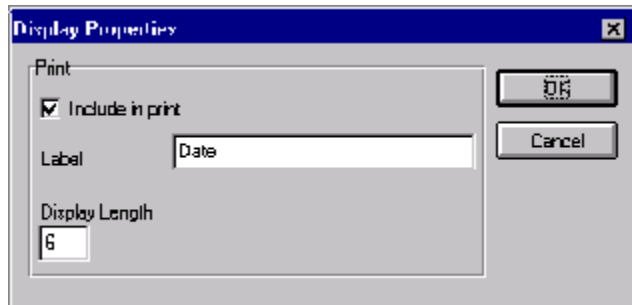 Display Properties
Print
Include in print
OK
Label
Date
Cancel
Display Length
6